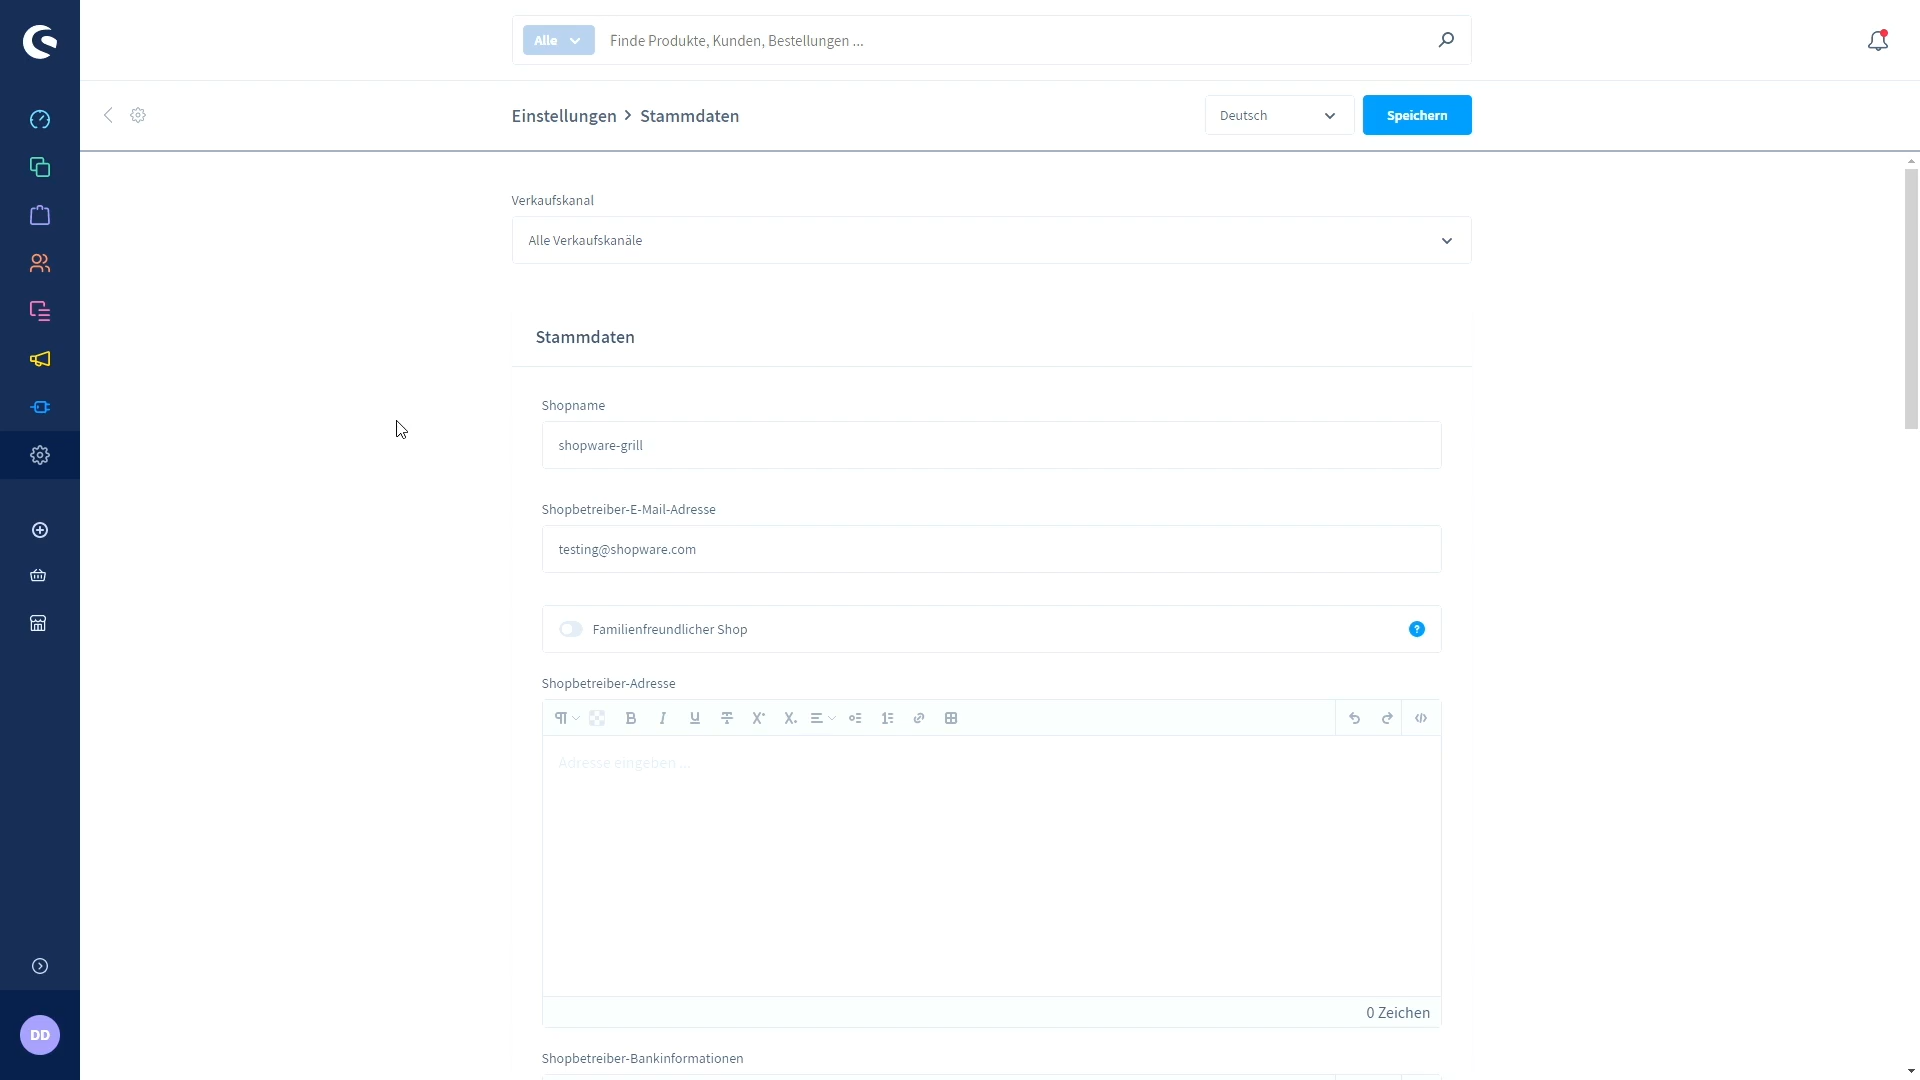 Alle
Finde Produkte, Kunden, Bestellungen ...
Einstellungen > Stammdaten
Deutsch
Speichern
Verkaufskanal
Alle Verkaufskanäle
Stammdaten
Shopname
shopware-grill
Shopbetreiber-E-Mail-Adresse
testing@shopware.com
Familienfreundlicher Shop
?
Shopbetreiber-Adresse
Adresse eingeben ...
0 Zeichen
Shopbetreiber-Bankinformationen
DD